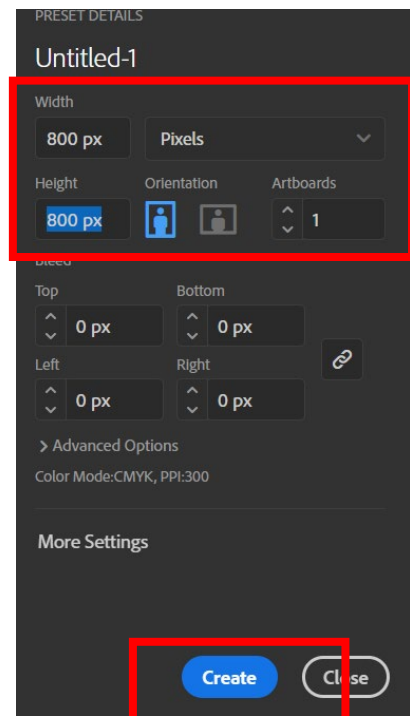 PRESET DETAILS
Untitled-1
Width
800 px Pixels
Height Orientation Artboards
800 px 1
Bleed
Top Bottom
0 px 0 px
Left Right
0 px 0 px
> Advanced Options
Color Mode:CMYK, PPI:300
More Settings
Create Close